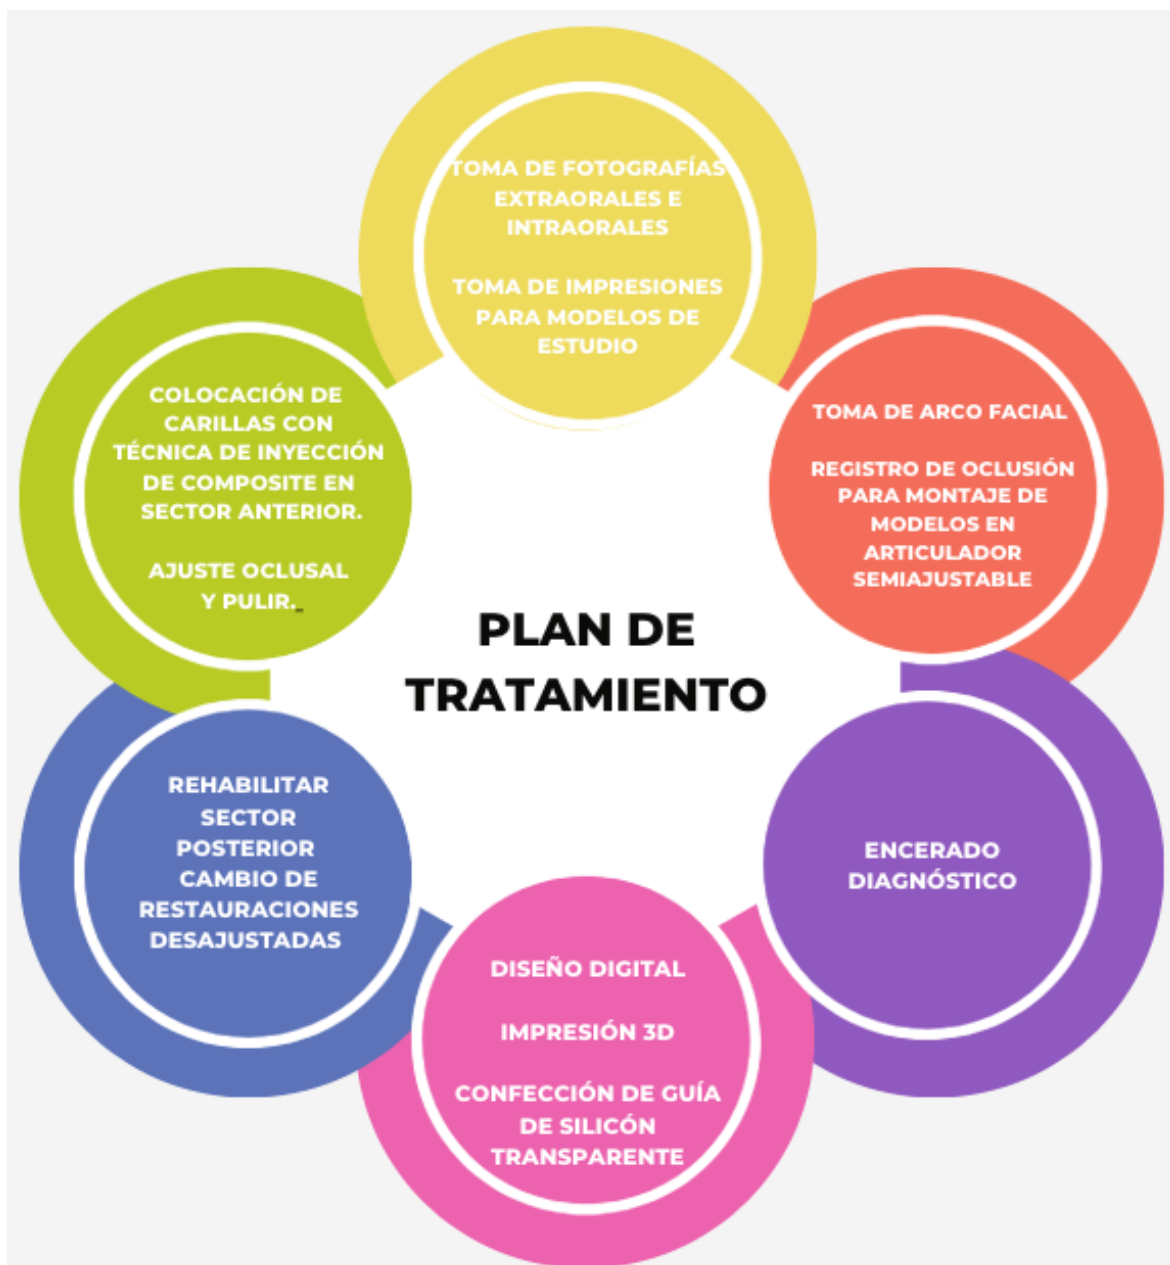 TOMA DE FOTOGRAFÍAS
EXTRAORALES E
INTRAORALES
TOMA DE IMPRESIONES
PARA MODELOS DE
ESTUDIO
TOMA DE ARCO FACIAL
REGISTRO DE OCLUSIÓN
PARA MONTAJE DE
MODELOS EN
ARTICULADOR
SEMIAJUSTABLE
ENCERADO
DIAGNÓSTICO
DISEÑO DIGITAL
IMPRESIÓN 3D
CONFECCIÓN DE GUÍA
DE SILICÓN
TRANSPARENTE
REHABILITAR
SECTOR
POSTERIOR
CAMBIO DE
RESTAURACIONES
DESAJUSTADAS
COLOCACIÓN DE
CARILLAS CON
TÉCNICA DE INYECCIÓN
DE COMPOSITE EN
SECTOR ANTERIOR.
AJUSTE OCLUSAL
Y PULIR.
PLAN DE
TRATAMIENTO